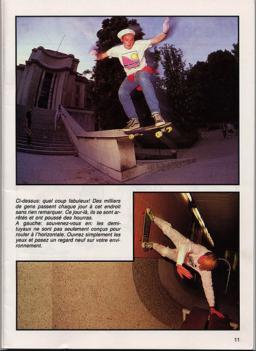 Ci-dessus: quel coup fabuleux! Des milliers
de gens passent chaque jour à cet endroit
sans rien remarquer. Ce jour-là, ils se sont ar-
rêtés et ont poussé des hourras.
A gauche: souvenez-vous en: les demi-
tuyaux ne sont pas seulement conçus pour
rouler à l'horizontale. Ouvrez simplement les
yeux et posez un regard neuf sur votre envi-
ronnement.
11